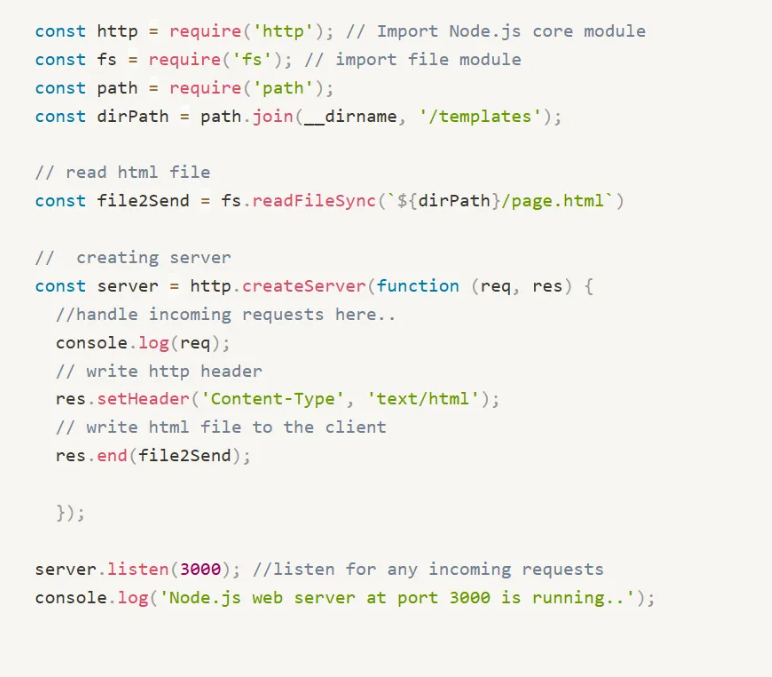 const http = require('http'); // Import Node.js core module
const fs = require('fs'); // import file module
const path = require('path');
const dirPath = path.join(__dirname, '/templates');
// read html file
const file2Send = fs.readFileSync(`${dirPath}/page.html`)
//  creating server
const server = http.createServer(function (req, res) {
  //handle incoming requests here..
  console.log(req);
  // write http header
  res.setHeader('Content-Type', 'text/html');
  // write html file to the client
  res.end(file2Send);
  });
server.listen(3000); //listen for any incoming requests
console.log('Node.js web server at port 3000 is running..');